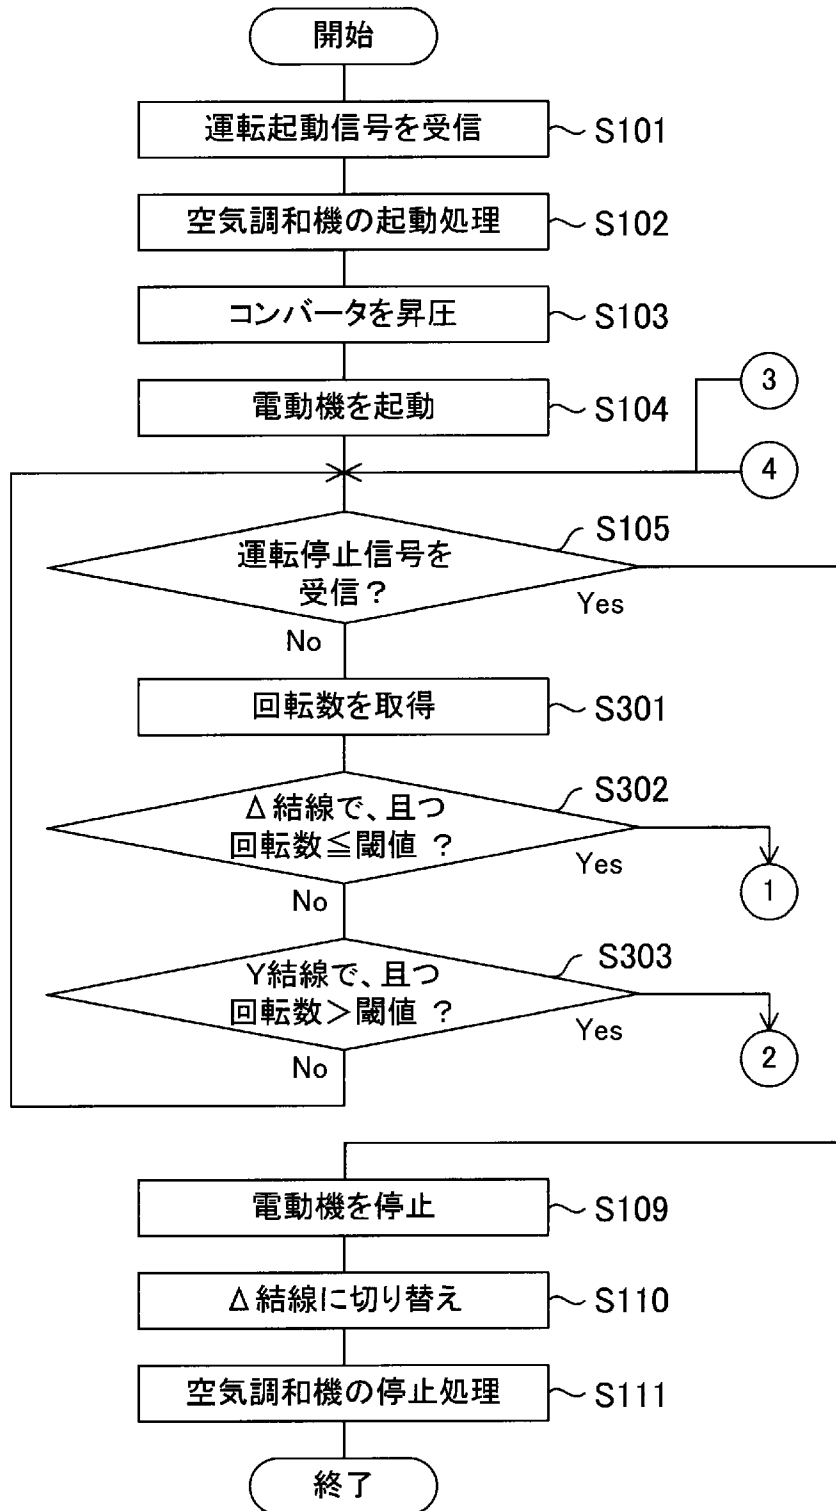 開始
運転起動信号を受信
S101
空気調和機の起動処理
S102
コンバータを昇圧
S103
電動機を起動
S104
3
4
運転停止信号を
受信？
S105
Yes
No
回転数を取得
S301
Δ結線で、且つ
回転数≦閾値 ？
S302
Yes
No
1
Y結線で、且つ
回転数＞閾値 ？
S303
Yes
No
2
電動機を停止
S109
Δ結線に切り替え
S110
空気調和機の停止処理
S111
終了